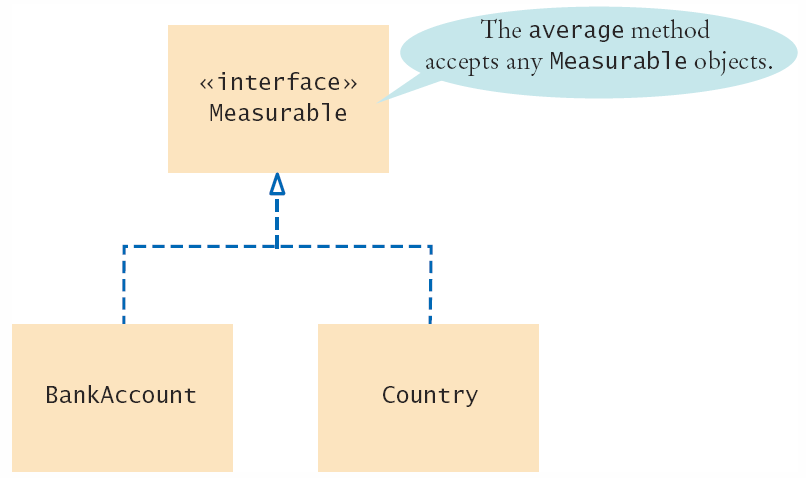 The average method
accepts any Measurable objects.
‹‹interface››
Measurable
BankAccount
Country